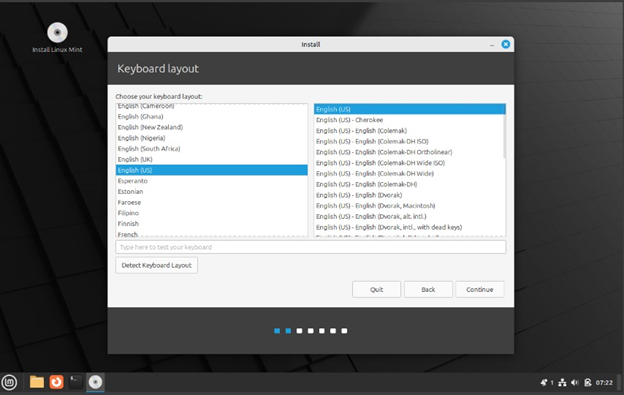 Install Linux Mint
Install
Keyboard layout
Choose your keyboard layout:
English (Cameroon)
English (Ghana)
English (New Zealand)
English (Nigeria)
English (South Africa)
English (UK)
English (US)
Esperanto
Estonian
Faroese
Filipino
Finnish
French
English (US)
English (US) - Cherokee
English (US) - English (Colemak)
English (US) - English (Colemak-DH ISO)
English (US) - English (Colemak-DH Ortholinear)
English (US) - English (Colemak-DH Wide ISO)
English (US) - English (Colemak-DH Wide)
English (US) - English (Colemak-DH)
English (US) - English (Dvorak)
English (US) - English (Dvorak, Macintosh)
English (US) - English (Dvorak, alt. intl.)
English (US) - English (Dvorak, intl., with dead keys)
Type here to test your keyboard
Detect Keyboard Layout
Quit
Back
Continue
1
07:22